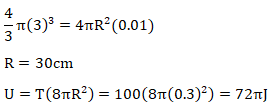 4/3 π(3)³ = 4πR²(0.01)
R = 30cm
U = T(8πR²) = 100(8π(0.3)²) = 72πJ